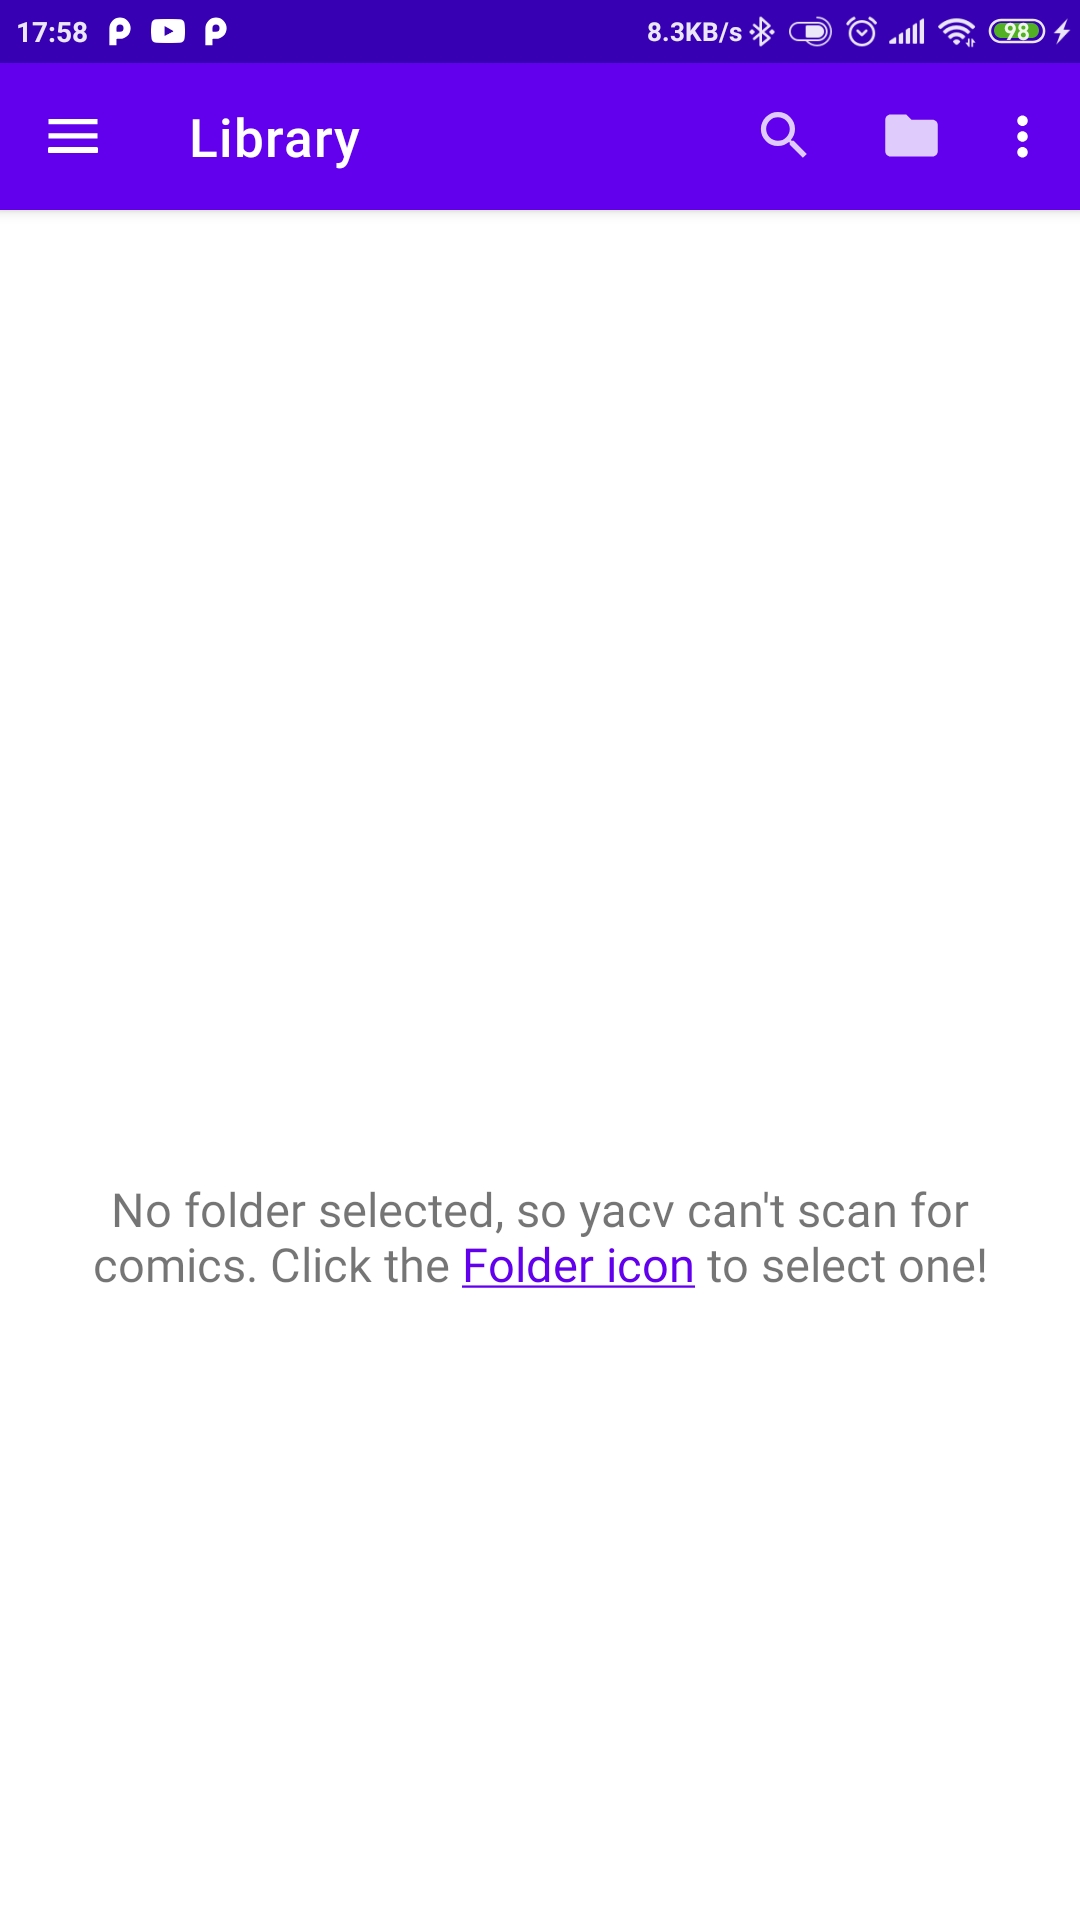 17:58 8.3KB/s 98
Library
No folder selected, so yacv can't scan for
comics. Click the Folder icon to select one!